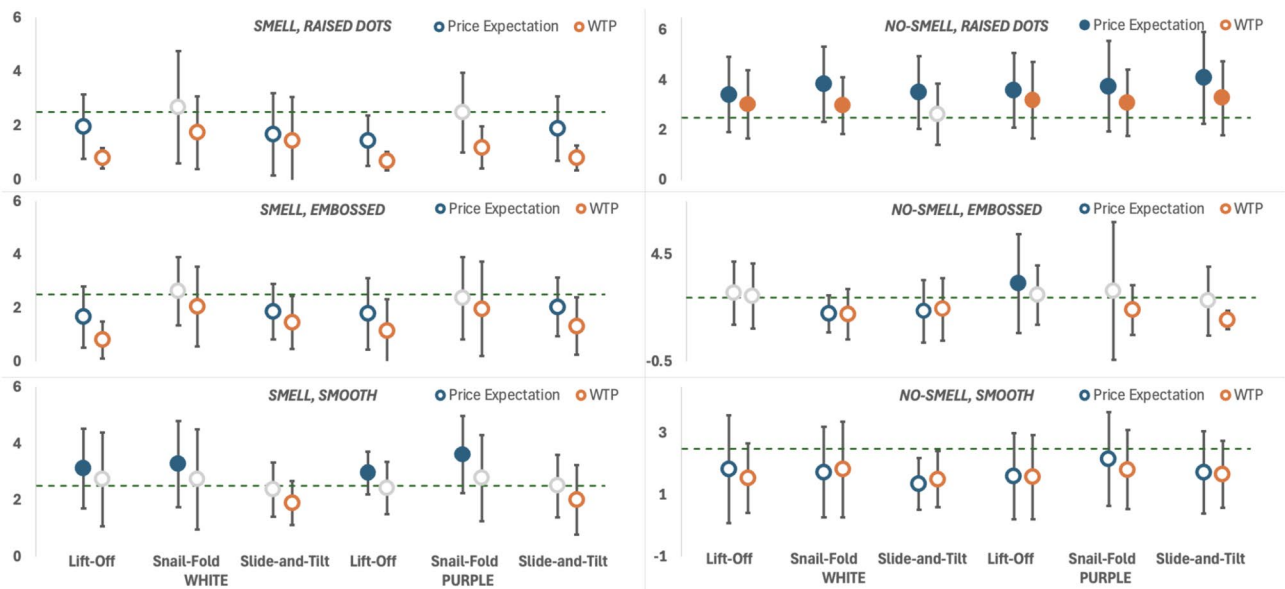 SMELL, RAISED DOTS
Price Expectation
WTP
6
4
2
0
NO-SMELL, RAISED DOTS
Price Expectation
WTP
6
4
2
0
SMELL, EMBOSSED
Price Expectation
WTP
6
4
2
0
NO-SMELL, EMBOSSED
Price Expectation
WTP
4.5
-0.5
SMELL, SMOOTH
Price Expectation
WTP
6
4
2
0
Lift-Off
Snail-Fold
Slide-and-Tilt
Lift-Off
Snail-Fold
Slide-and-Tilt
WHITE
PURPLE
NO-SMELL, SMOOTH
Price Expectation
WTP
3
1
-1
Lift-Off
Snail-Fold
Slide-and-Tilt
Lift-Off
Snail-Fold
Slide-and-Tilt
WHITE
PURPLE